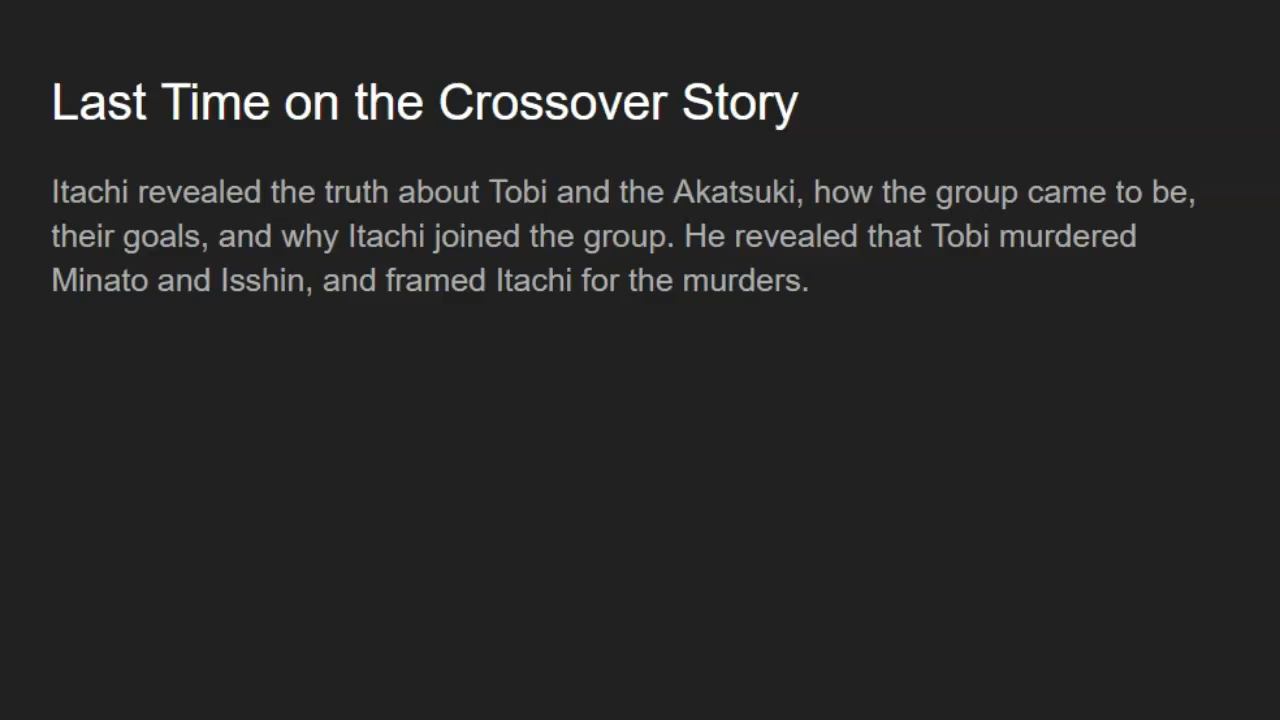 Last Time on the Crossover Story
Itachi revealed the truth about Tobi and the Akatsuki, how the group came to be,
their goals, and why Itachi joined the group. He revealed that Tobi murdered
Minato and Isshin, and framed Itachi for the murders.